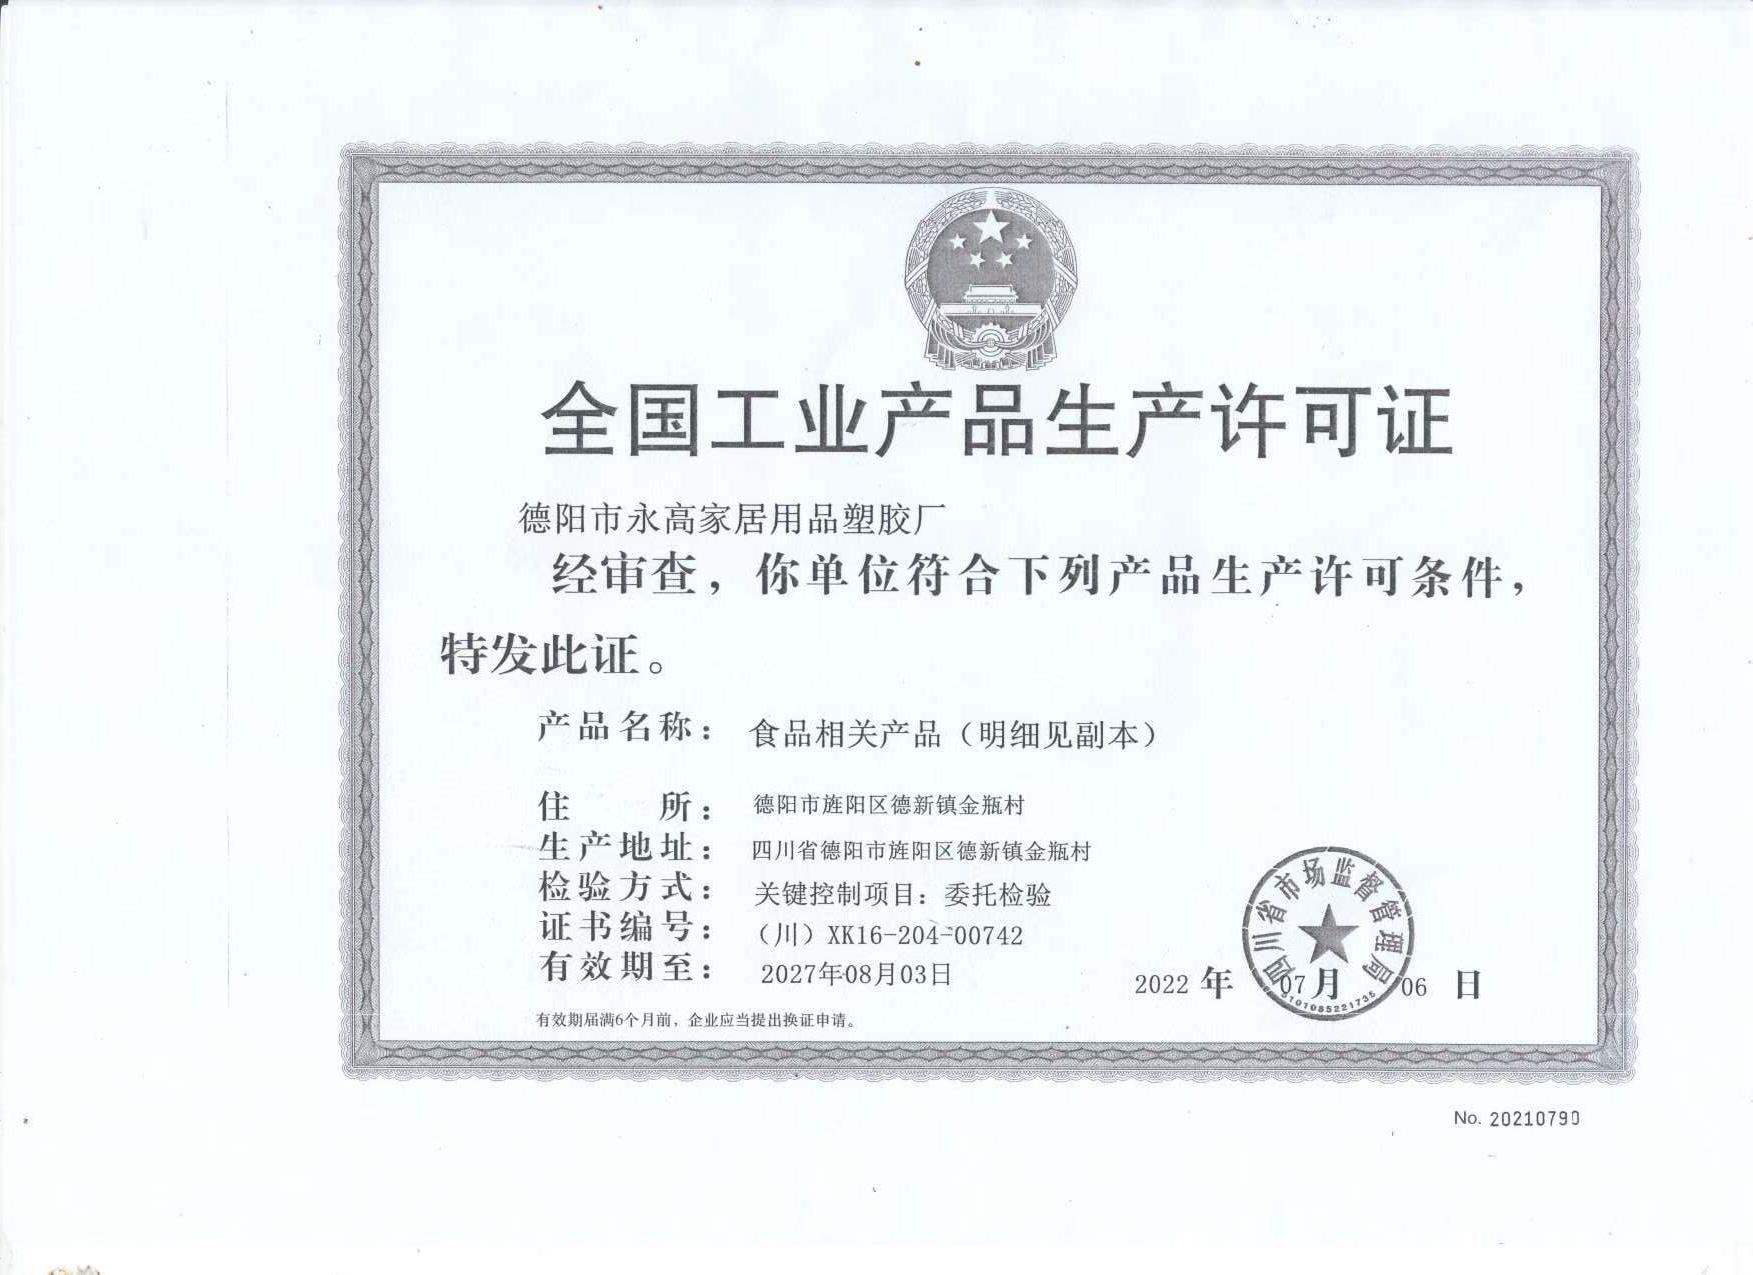 全国工业产品生产许可证
德阳市永高家居用品塑胶厂
经审查，你单位符合下列产品生产许可条件，
特发此证。
产品名称： 食品相关产品（明细见副本）
住 所： 德阳市旌阳区德新镇金瓶村
生产地址： 四川省德阳市旌阳区德新镇金瓶村
检验方式： 关键控制项目：委托检验
证书编号： （川）XK16-204-00742
有效期至： 2027年08月03日
四川省市场监督管理局
5101085221735
2022 年 07 月 06 日
有效期届满6个月前，企业应当提出换证申请。
No. 20210790